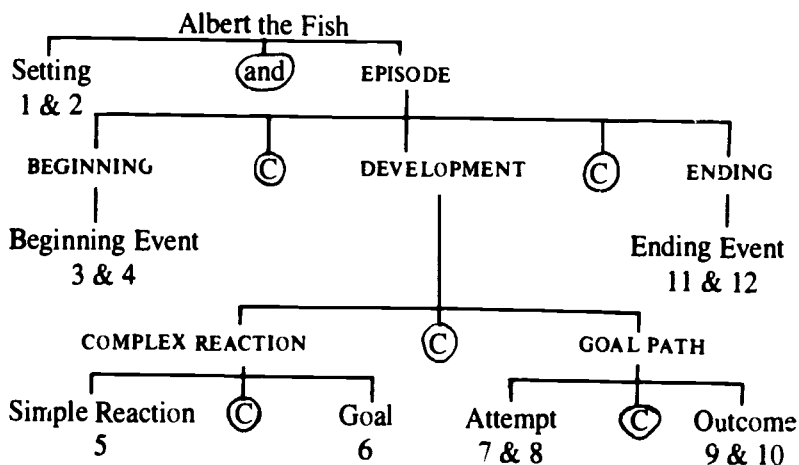 Albert the Fish
Setting and EPISODE
1 & 2
BEGINNING C DEVELOPMENT C ENDING
Beginning Event Ending Event
3 & 4 11 & 12
COMPLEX REACTION C GOAL PATH
Simple Reaction C Goal Attempt C Outcome
5 6 7 & 8 9 & 10